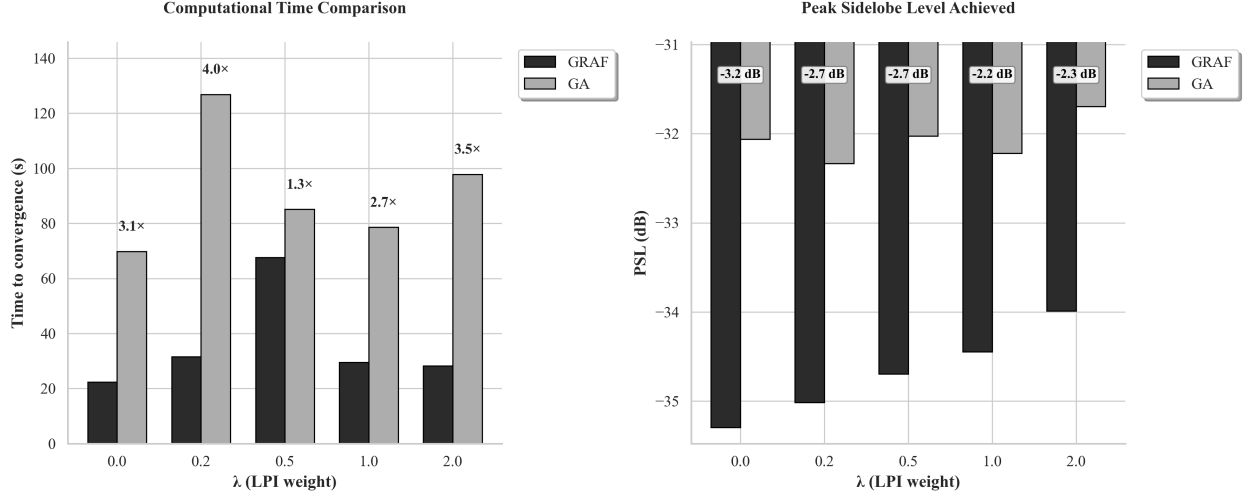 Computational Time Comparison
Time to convergence (s)
140
120
100
80
60
40
20
0
3.1×
4.0×
1.3×
2.7×
3.5×
0.0 0.2 0.5 1.0 2.0
λ (LPI weight)
GRAF
GA
Peak Sidelobe Level Achieved
PSL (dB)
−31
−32
−33
−34
−35
-3.2 dB -2.7 dB -2.7 dB -2.2 dB -2.3 dB
0.0 0.2 0.5 1.0 2.0
λ (LPI weight)
GRAF
GA